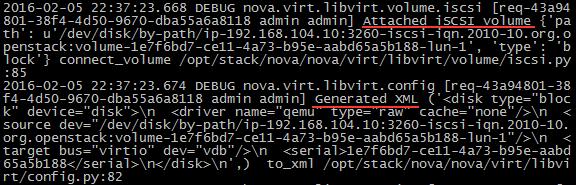 2016-02-05 22:37:23.668 DEBUG nova.virt.libvirt.volume.iscsi [req-43a94
801-38f4-4d50-9670-dba55a6a8118 admin admin] Attached iSCSI volume {'pa
th': u'/dev/disk/by-path/ip-192.168.104.10:3260-iscsi-iqn.2010-10.org.o
penstack:volume-1e7f6bd7-ce11-4a73-b95e-aabd65a5b188-lun-1', 'type': 'b
lock'} connect_volume /opt/stack/nova/nova/virt/libvirt/volume/iscsi.py
:85
2016-02-05 22:37:23.674 DEBUG nova.virt.libvirt.config [req-43a94801-38
f4-4d50-9670-dba55a6a8118 admin admin] Generated XML ('<disk type="bloc
k" device="disk">\n  <driver name="qemu" type="raw" cache="none"/>\n  <
source dev="/dev/disk/by-path/ip-192.168.104.10:3260-iscsi-iqn.2010-10.
org.openstack:volume-1e7f6bd7-ce11-4a73-b95e-aabd65a5b188-lun-1"/>\n  <
target bus="virtio" dev="vdb"/>\n  <serial>1e7f6bd7-ce11-4a73-b95e-aabd
65a5b188</serial>\n</disk>\n',)  to_xml /opt/stack/nova/nova/virt/libvi
rt/config.py:82